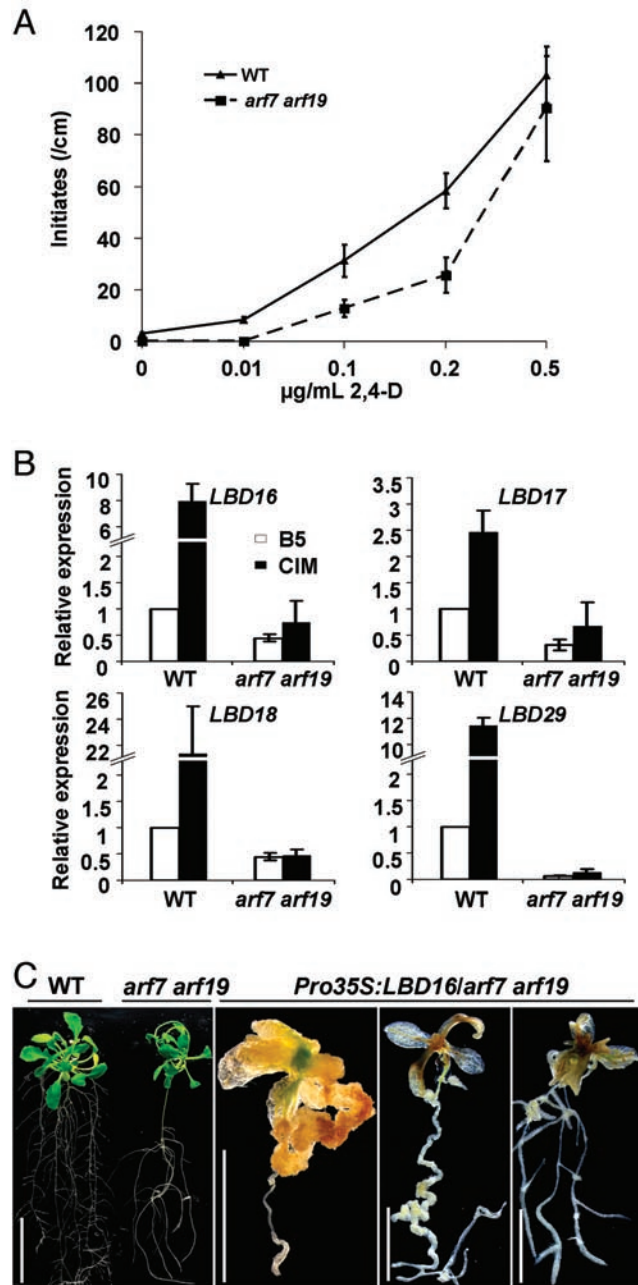 A
120
100
80
60
40
20
0
Initiates (/cm)
WT
arf7 arf19
0 0.01 0.1 0.2 0.5
µg/mL 2,4-D
B
Relative expression
10
8
6
2
1.5
1
0.5
0
LBD16
B5
CIM
WT arf7 arf19
3.5
3
2.5
2
1.5
1
0.5
0
LBD17
WT arf7 arf19
Relative expression
26
24
22
2
1.5
1
0.5
0
LBD18
WT arf7 arf19
14
12
10
2
1.5
1
0.5
0
LBD29
WT arf7 arf19
C
WT arf7 arf19 Pro35S:LBD16/arf7 arf19